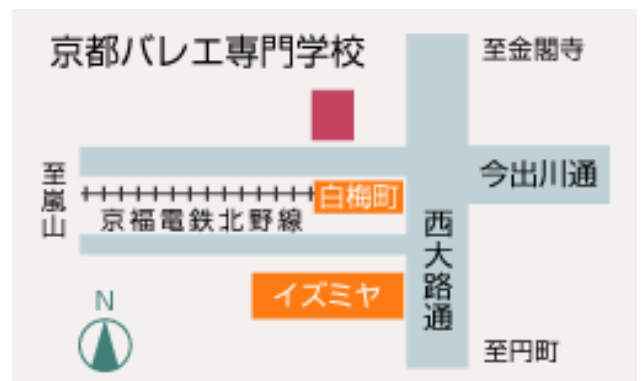 京都バレエ専門学校
至金閣寺
今出川通
至嵐山
白梅町
京福電鉄北野線
西大路通
イズミヤ
N
至円町